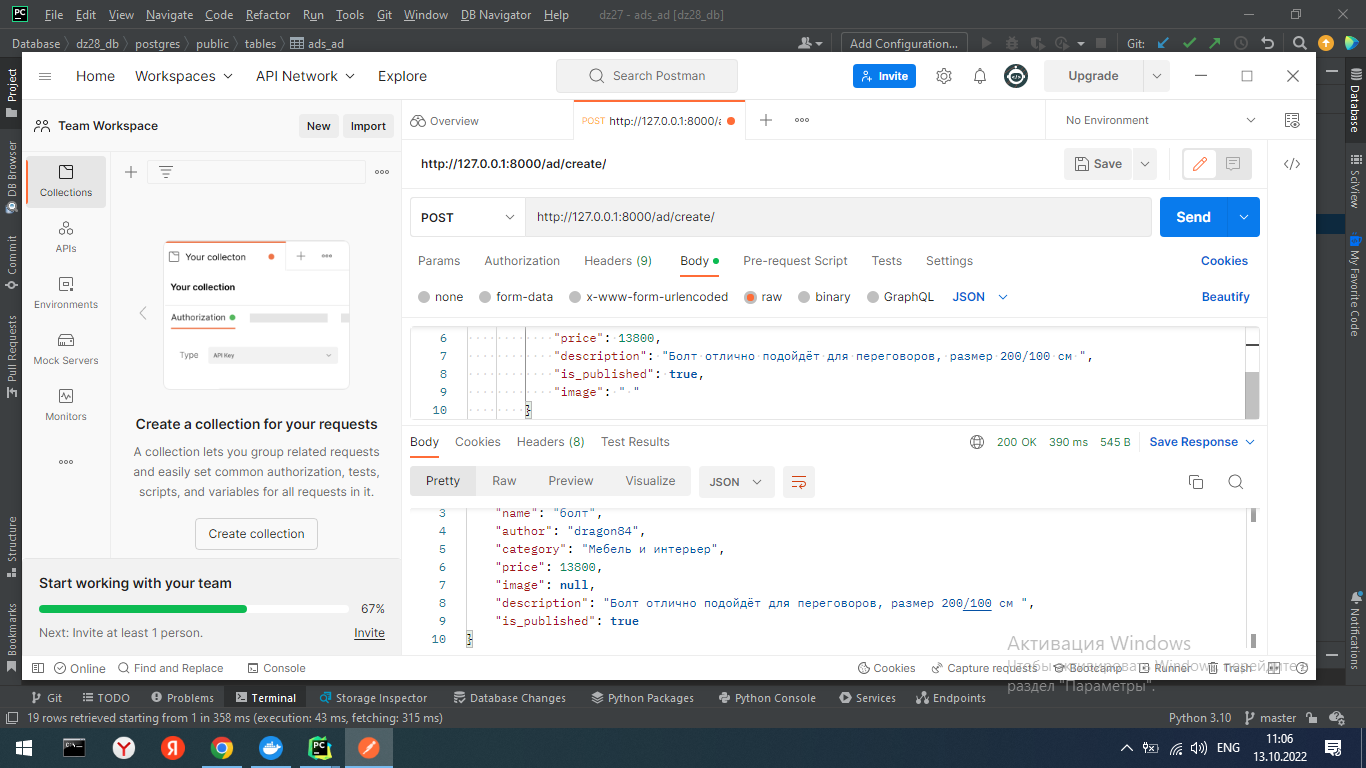 File Edit View Navigate Code Refactor Run Tools Git Window DB Navigator Help dz27 - ads_ad [dz28_db]
Database dz28_db postgres public tables ads_ad Add Configuration... Git:
Home Workspaces API Network Explore Search Postman Invite Upgrade
Team Workspace New Import Overview POST http://127.0.0.1:8000/a No Environment
http://127.0.0.1:8000/ad/create/ Save
POST http://127.0.0.1:8000/ad/create/ Send
Params Authorization Headers (9) Body Pre-request Script Tests Settings Cookies
none form-data x-www-form-urlencoded raw binary GraphQL JSON Beautify
6 "price": 13800,
7 "description": "Болт отлично подойдёт для переговоров, размер 200/100 см ",
8 "is_published": true,
9 "image": " "
10 }
Body Cookies Headers (8) Test Results 200 OK 390 ms 545 B Save Response
Pretty Raw Preview Visualize JSON
3 "name": "болт",
4 "author": "dragon84",
5 "category": "Мебель и интерьер",
6 "price": 13800,
7 "image": null,
8 "description": "Болт отлично подойдёт для переговоров, размер 200/100 см ",
9 "is_published": true
10 }
Collections
APIs
Environments
Mock Servers
Monitors
Your collecton
Your collection
Authorization
Type API Key
Create a collection for your requests
A collection lets you group related requests
and easily set common authorization, tests,
scripts, and variables for all requests in it.
Create collection
Start working with your team
67%
Next: Invite at least 1 person. Invite
Online Find and Replace Console Cookies Capture requests Bootcamp Runner Trash
Активация Windows
Чтобы активировать Windows, перейдите в
раздел "Параметры".
Project
DB Browser
Commit
Pull Requests
Structure
Bookmarks
Database
SciView
My Favorite Code
Notifications
Git TODO Problems Terminal Storage Inspector Database Changes Python Packages Python Console Services Endpoints
19 rows retrieved starting from 1 in 358 ms (execution: 43 ms, fetching: 315 ms) Python 3.10 master
PC
ENG
11:06
13.10.2022